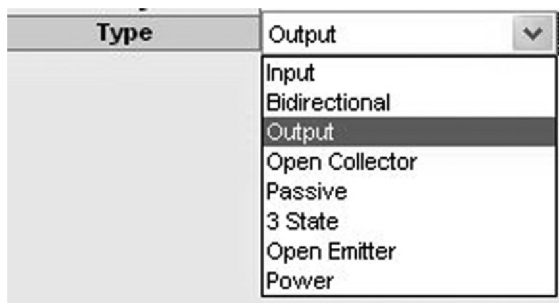 Type Output
Input
Bidirectional
Output
Open Collector
Passive
3 State
Open Emitter
Power